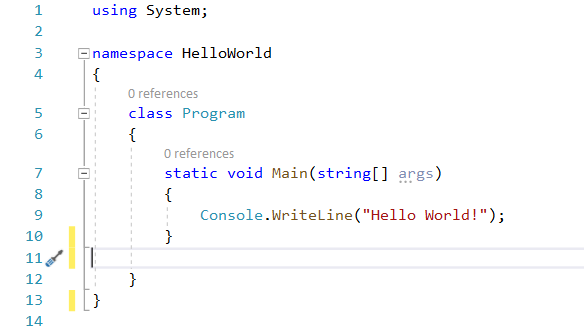 1 using System;
2
3 namespace HelloWorld
4 {
0 references
5 class Program
6 {
0 references
7 static void Main(string[] args)
8 {
9 Console.WriteLine("Hello World!");
10 }
11
12 }
13 }
14